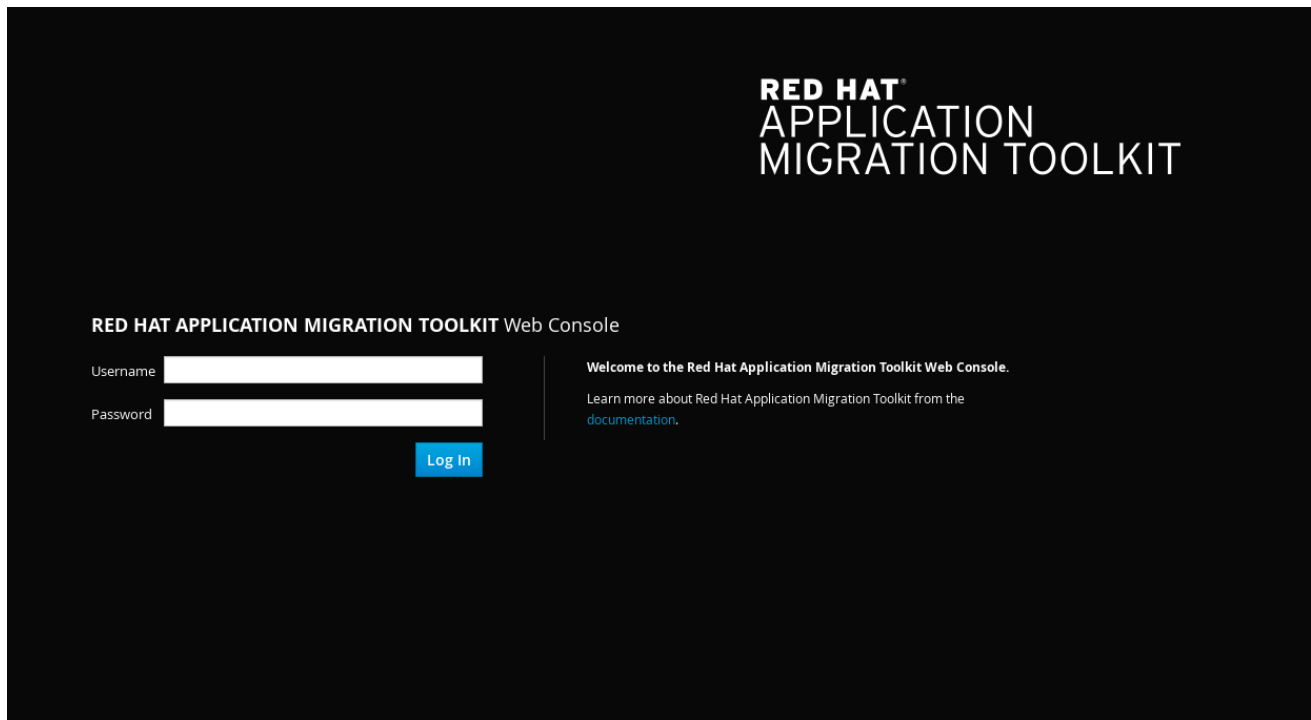 RED HAT®
APPLICATION
MIGRATION TOOLKIT
RED HAT APPLICATION MIGRATION TOOLKIT Web Console
Username
Password
Log In
Welcome to the Red Hat Application Migration Toolkit Web Console.
Learn more about Red Hat Application Migration Toolkit from the
documentation.